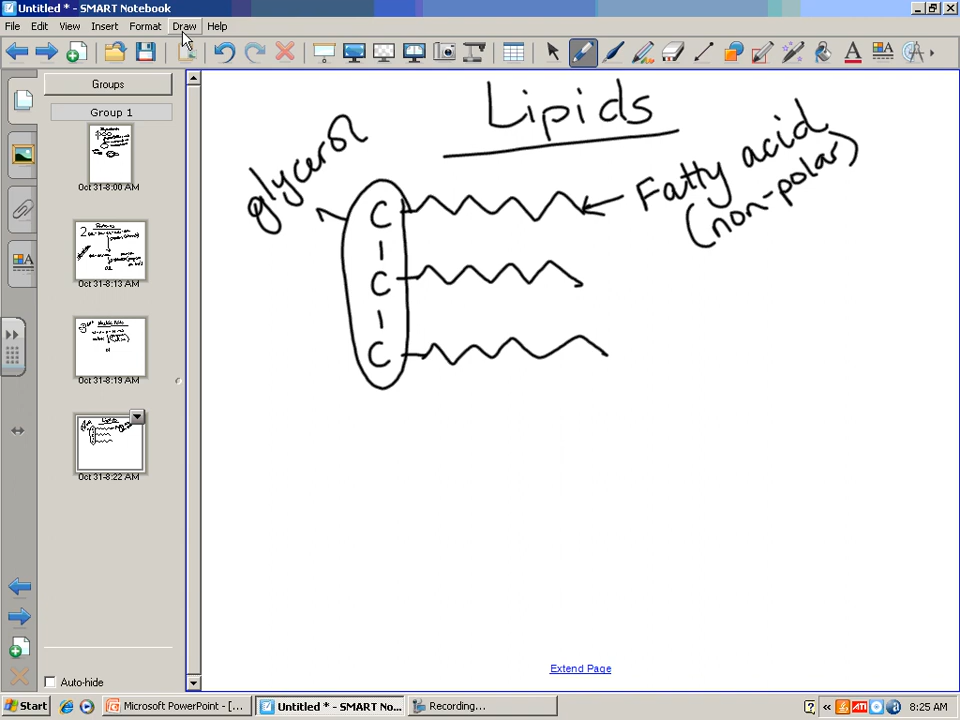 Untitled * - SMART Notebook
File Edit View Insert Format Draw Help
Groups
Group 1
Oct 31-8:00 AM
Oct 31-8:13 AM
Oct 31-8:19 AM
Lipids
Oct 31-8:22 AM
Auto-hide
Lipids
glycerol
Fatty acid
(non-polar)
C
C
C
Extend Page
Start
Microsoft PowerPoint - [...
Untitled * - SMART No...
Recording...
8:25 AM